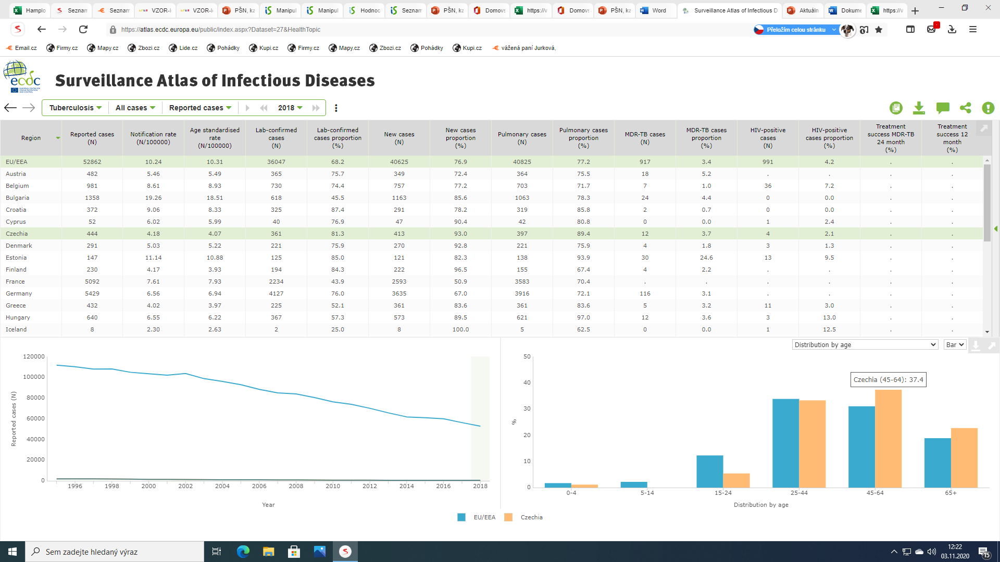 Hamplo Seznam Seznam VZOR-k VZOR-k PŠN, ka Manipul Manipul Hodnoc Seznam PŠN, ka Domovs https://v Domovs PŠN, ka Word Surveillance Atlas of Infectious D Aktuáln Dokume https://v
https://atlas.ecdc.europa.eu/public/index.aspx?Dataset=27&HealthTopic Přeložím celou stránku
Email.cz Firmy.cz Mapy.cz Zbozi.cz Lide.cz Pohádky Kupi.cz Firmy.cz Mapy.cz Zbozi.cz Pohádky Kupi.cz vážená paní Jurková,
ecdc
Surveillance Atlas of Infectious Diseases
Tuberculosis All cases Reported cases 2018
Region
Reported cases
(N)
Notification rate
(N/100000)
Age standardised
rate
(N/100000)
Lab-confirmed
cases
(N)
Lab-confirmed
cases proportion
(%)
New cases
(N)
New cases
proportion
(%)
Pulmonary cases
(N)
Pulmonary cases
proportion
(%)
MDR-TB cases
(N)
MDR-TB cases
proportion
(%)
HIV-positive
cases
(N)
HIV-positive
cases proportion
(%)
Treatment
success MDR-TB
24 month
(%)
Treatment
success 12
month
(%)
EU/EEA 52862 10.24 10.31 36047 68.2 40625 76.9 40825 77.2 917 3.4 991 4.2 . .
Austria 482 5.46 5.49 365 75.7 349 72.4 364 75.5 18 5.2 . . . .
Belgium 981 8.61 8.93 730 74.4 757 77.2 703 71.7 7 1.0 36 7.2 . .
Bulgaria 1358 19.26 18.51 618 45.5 1163 85.6 1063 78.3 24 4.4 0 0.0 . .
Croatia 372 9.06 8.33 325 87.4 291 78.2 319 85.8 2 0.7 0 0.0 . .
Cyprus 52 6.02 5.99 40 76.9 47 90.4 42 80.8 0 0.0 1 2.4 . .
Czechia 444 4.18 4.07 361 81.3 413 93.0 397 89.4 12 3.7 4 2.1 . .
Denmark 291 5.03 5.22 221 75.9 270 92.8 221 75.9 4 1.8 3 1.3 . .
Estonia 147 11.14 10.88 125 85.0 121 82.3 138 93.9 30 24.6 13 9.5 . .
Finland 230 4.17 3.93 194 84.3 222 96.5 155 67.4 4 2.2 . . . .
France 5092 7.61 7.93 2234 43.9 2593 50.9 3583 70.4 . . . . . .
Germany 5429 6.56 6.94 4127 76.0 3635 67.0 3916 72.1 116 3.1 . . . .
Greece 432 4.02 3.97 225 52.1 361 83.6 361 83.6 5 3.2 11 3.0 . .
Hungary 640 6.55 6.22 367 57.3 573 89.5 621 97.0 12 3.6 3 13.0 . .
Iceland 8 2.30 2.63 2 25.0 8 100.0 5 62.5 0 0.0 1 12.5 . .
Distribution by age Bar
Reported cases (N)
120000
100000
80000
60000
40000
20000
0
1996 1998 2000 2002 2004 2006 2008 2010 2012 2014 2016 2018
Year
%
50
40
30
20
10
0
Czechia (45-64): 37.4
0-4 5-14 15-24 25-44 45-64 65+
Distribution by age
EU/EEA Czechia
Sem zadejte hledaný výraz
12:22
03.11.2020
15